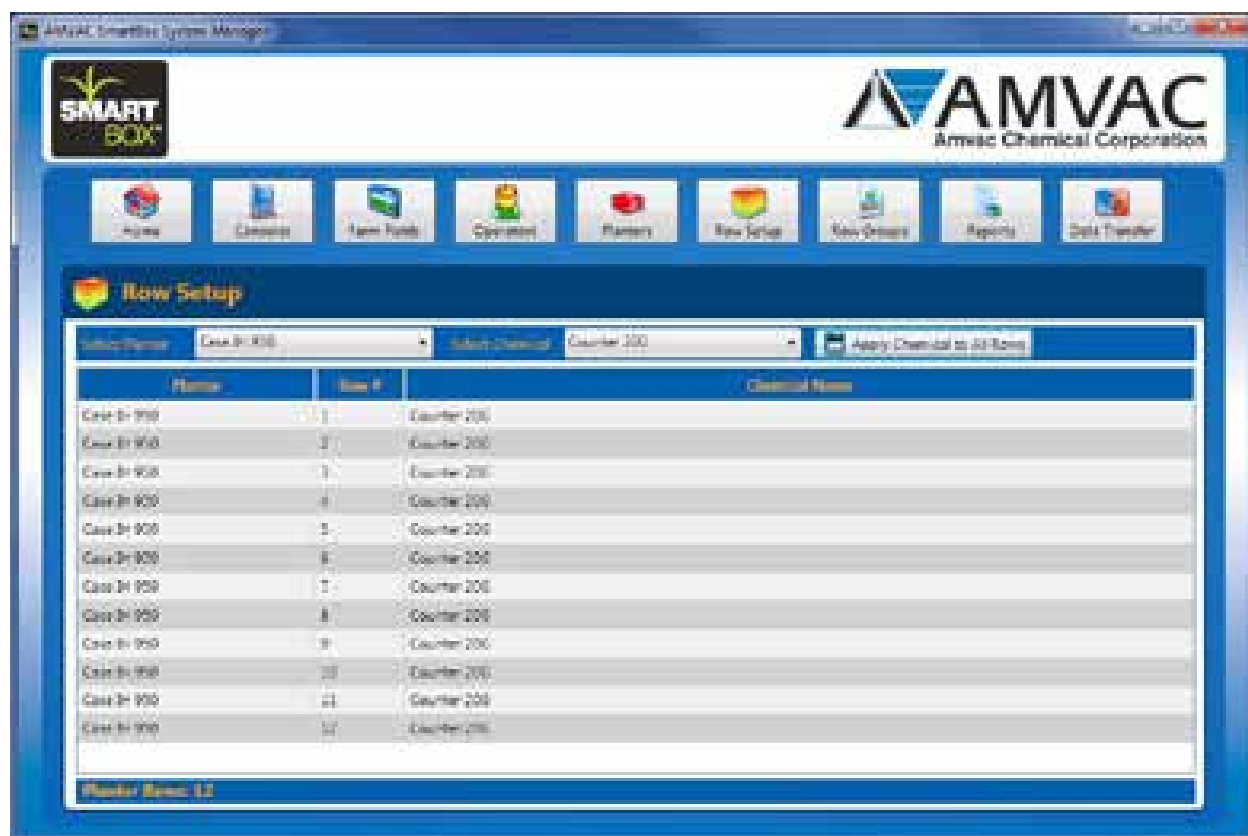 AMVAC SmartBox System Manager
SMART
BOX™
AMVAC
Amvac Chemical Corporation
Home
Farm Fields
Operators
Planters
Row Setup
Row Groups
Reports
Data Transfer
Row Setup
Select Planter Case IH 950 Select Chemical Counter 20G Apply Chemical to All Rows
Planter Row # Chemical Name
Case IH 950 1 Counter 20G
Case IH 950 2 Counter 20G
Case IH 950 3 Counter 20G
Case IH 950 4 Counter 20G
Case IH 950 5 Counter 20G
Case IH 950 6 Counter 20G
Case IH 950 7 Counter 20G
Case IH 950 8 Counter 20G
Case IH 950 9 Counter 20G
Case IH 950 10 Counter 20G
Case IH 950 11 Counter 20G
Case IH 950 12 Counter 20G
Planter Rows: 12